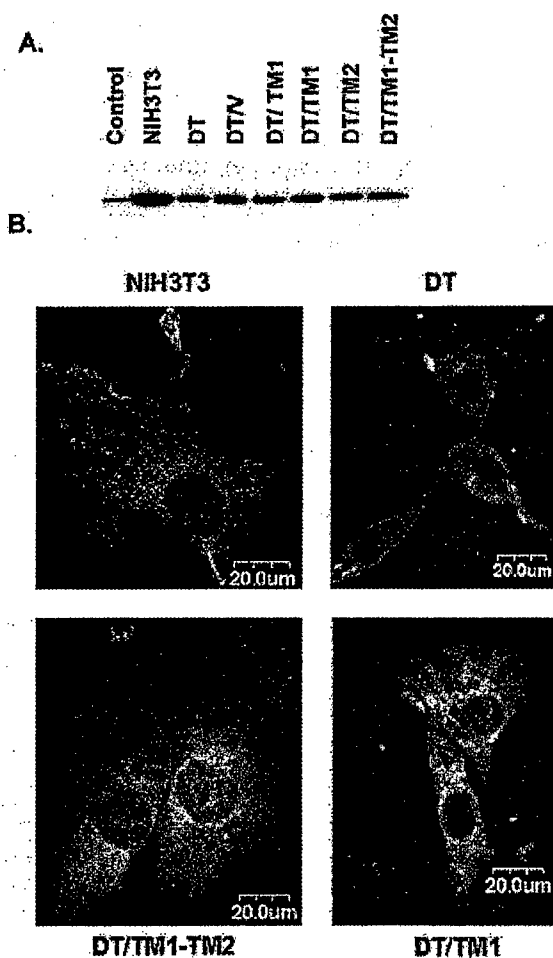 A.
Control
NIH3T3
DT
DT/V
DT/ TM1
DT/TM1
DT/TM2
DT/TM1-TM2
B.
NIH3T3
DT
20.0um
20.0um
20.0um
20.0um
DT/TM1-TM2
DT/TM1